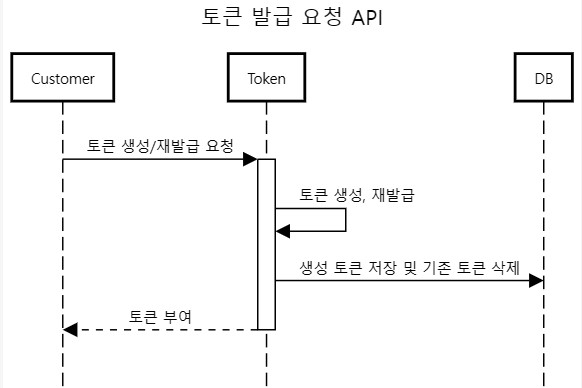 토큰 발급 요청 API
Customer
Token
DB
토큰 생성/재발급 요청
토큰 생성, 재발급
생성 토큰 저장 및 기존 토큰 삭제
토큰 부여